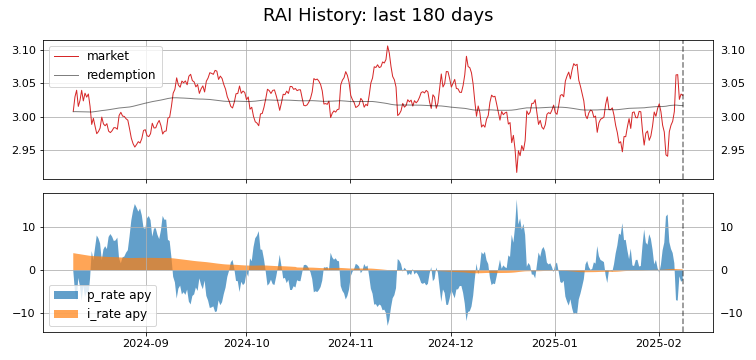 RAI History: last 180 days
3.10
3.05
3.00
2.95
market
redemption
3.10
3.05
3.00
2.95
10
0
−10
p_rate apy
i_rate apy
10
0
−10
2024-09 2024-10 2024-11 2024-12 2025-01 2025-02